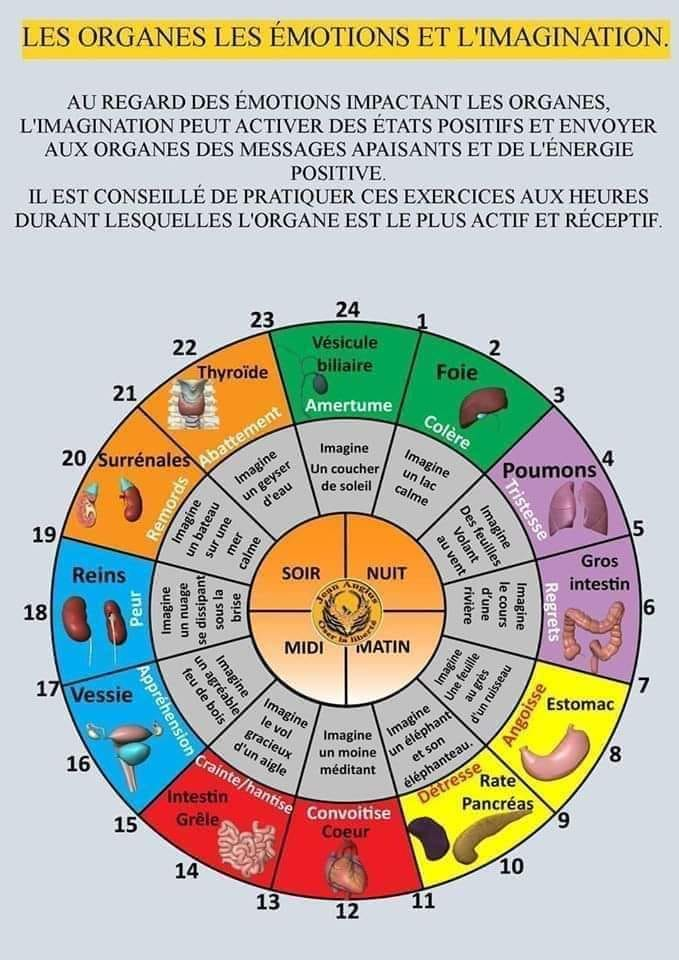 LES ORGANES LES ÉMOTIONS ET L'IMAGINATION.
AU REGARD DES ÉMOTIONS IMPACTANT LES ORGANES,
L'IMAGINATION PEUT ACTIVER DES ÉTATS POSITIFS ET ENVOYER
AUX ORGANES DES MESSAGES APAISANTS ET DE L'ÉNERGIE
POSITIVE.
IL EST CONSEILLÉ DE PRATIQUER CES EXERCICES AUX HEURES
DURANT LESQUELLES L'ORGANE EST LE PLUS ACTIF ET RÉCEPTIF.
24
Vésicule
biliaire
Amertume
Imagine
Un coucher
de soleil
1
2
Foie
Colère
Imagine
un lac
calme
3
4
Poumons
Tristesse
Imagine
Des feuilles
Volant
au vent
5
6
Gros
intestin
Regrets
Imagine
le cours
d'une
rivière
7
8
Estomac
Angoisse
Imagine
Une feuille
au grès
d'un ruisseau
9
10
Rate
Pancréas
Détresse
Imagine
un éléphant
et son
éléphanteau.
11
12
Convoitise
Coeur
Imagine
un moine
méditant
13
14
Intestin
Grêle
Crainte/hantise
Imagine
le vol
gracieux
d'un aigle
15
16
Vessie
Appréhension
Imagine
un agréable
feu de bois
17
18
Reins
Peur
Imagine
un nuage
se dissipant
sous la
brise
19
20
Surrénales
Remords
Imagine
un bateau
sur une
mer
calme
21
22
Thyroïde
Abattement
Imagine
un geyser
d'eau
23
SOIR
NUIT
MIDI
MATIN
Jean Anglus
Oser la liberté